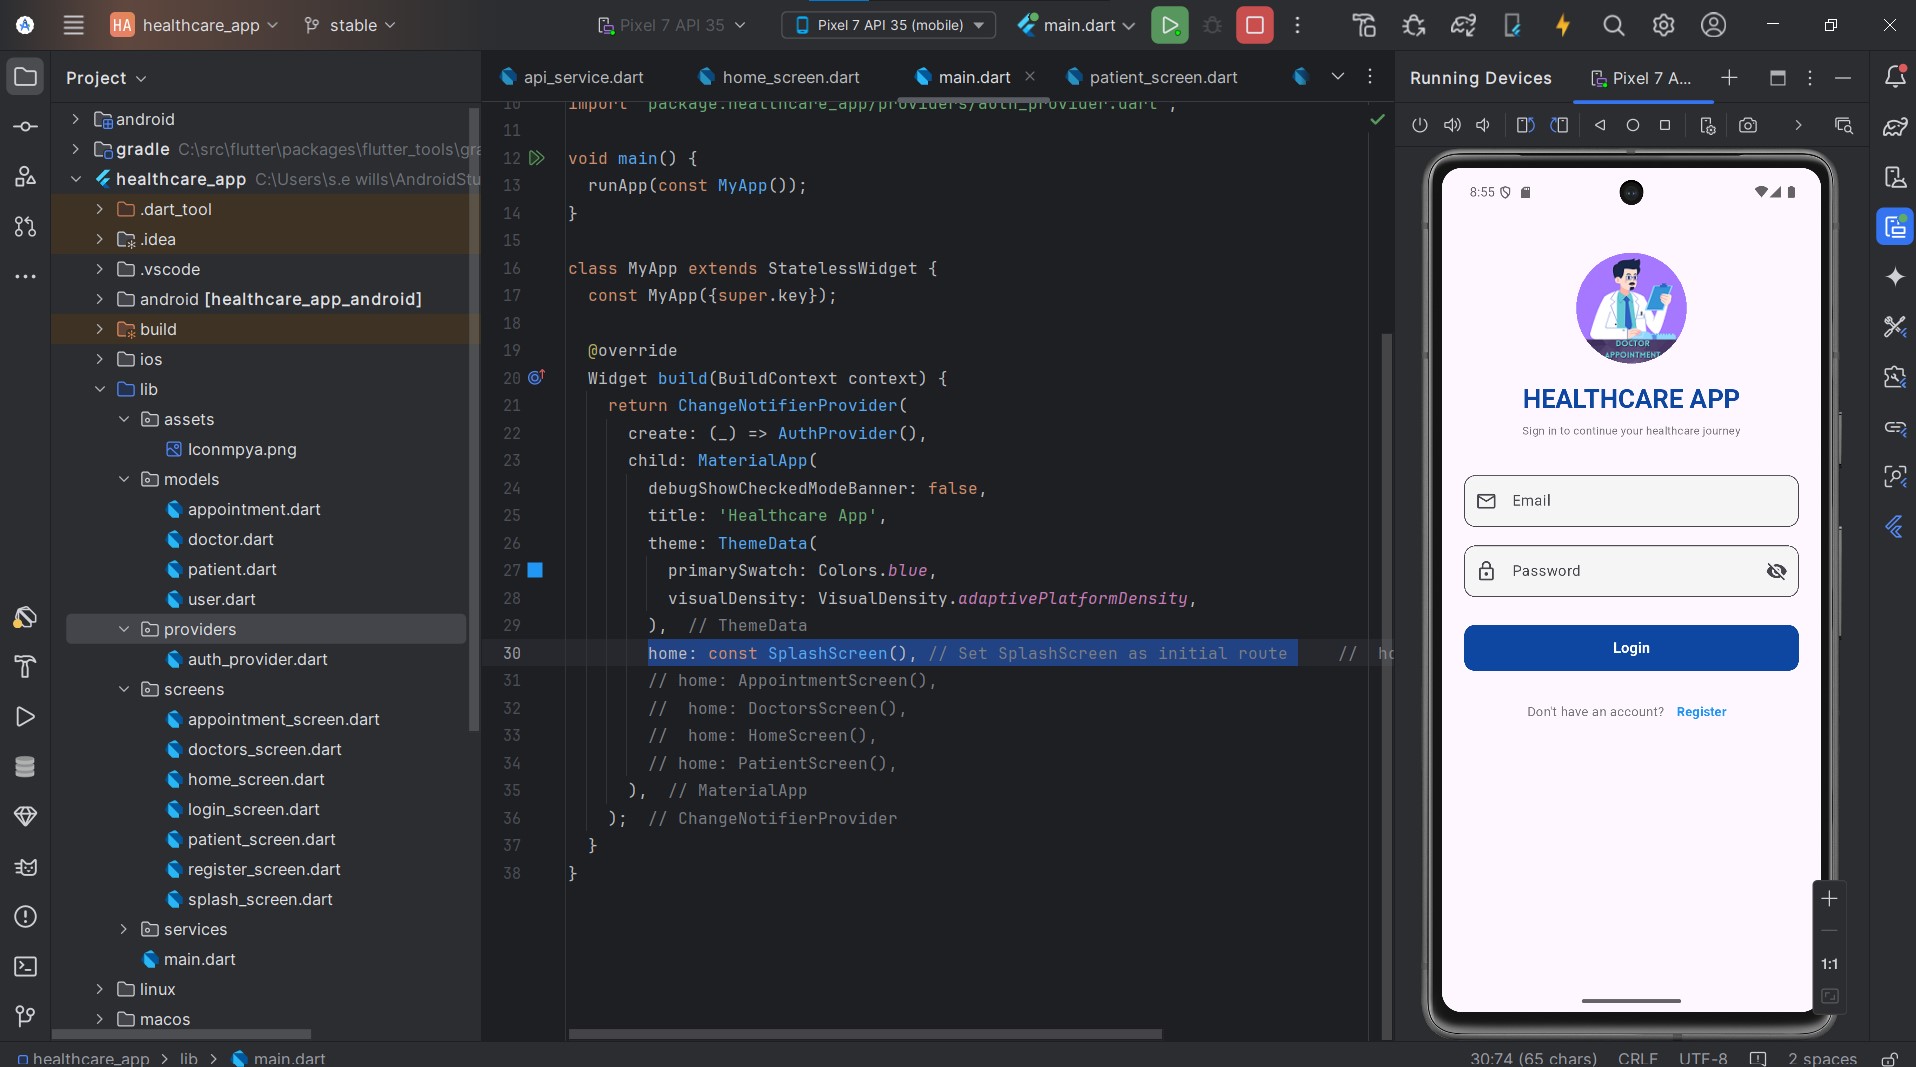 HA healthcare_app stable Pixel 7 API 35 Pixel 7 API 35 (mobile) main.dart
Project
api_service.dart home_screen.dart main.dart patient_screen.dart
Running Devices Pixel 7 A...
android
gradle C:\src\flutter\packages\flutter_tools\gra
healthcare_app C:\Users\s.e wills\AndroidStu
.dart_tool
.idea
.vscode
android [healthcare_app_android]
build
ios
lib
assets
Iconmpya.png
models
appointment.dart
doctor.dart
patient.dart
user.dart
providers
auth_provider.dart
screens
appointment_screen.dart
doctors_screen.dart
home_screen.dart
login_screen.dart
patient_screen.dart
register_screen.dart
splash_screen.dart
services
main.dart
linux
macos
10 import 'package:healthcare_app/providers/auth_provider.dart';
11
12 void main() {
13 runApp(const MyApp());
14 }
15
16 class MyApp extends StatelessWidget {
17 const MyApp({super.key});
18
19 @override
20 Widget build(BuildContext context) {
21 return ChangeNotifierProvider(
22 create: (_) => AuthProvider(),
23 child: MaterialApp(
24 debugShowCheckedModeBanner: false,
25 title: 'Healthcare App',
26 theme: ThemeData(
27 primarySwatch: Colors.blue,
28 visualDensity: VisualDensity.adaptivePlatformDensity,
29 ), // ThemeData
30 home: const SplashScreen(), // Set SplashScreen as initial route // ho
31 // home: AppointmentScreen(),
32 // home: DoctorsScreen(),
33 // home: HomeScreen(),
34 // home: PatientScreen(),
35 ), // MaterialApp
36 ); // ChangeNotifierProvider
37 }
38 }
8:55
DOCTOR
APPOINTMENT
HEALTHCARE APP
Sign in to continue your healthcare journey
Email
Password
Login
Don't have an account? Register
1:1
healthcare_app > lib > main.dart
30:74 (65 chars) CRLF UTF-8 2 spaces